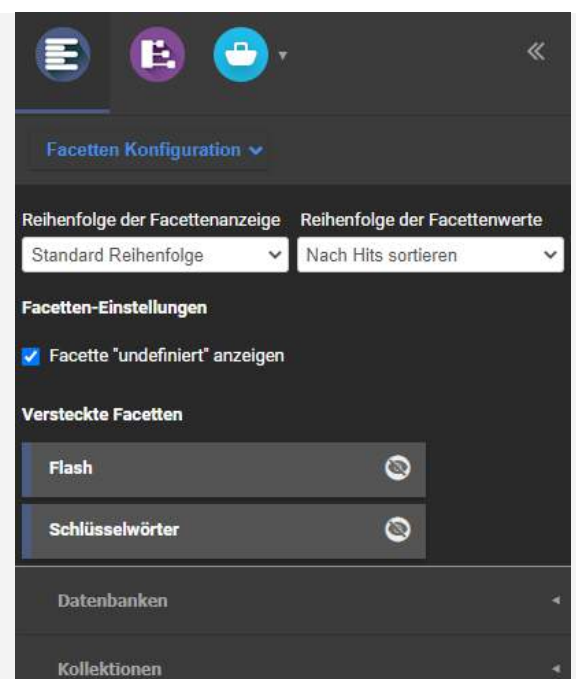 Facetten Konfiguration
Reihenfolge der Facettenanzeige Reihenfolge der Facettenwerte
Standard Reihenfolge Nach Hits sortieren
Facetten-Einstellungen
Facette "undefiniert" anzeigen
Versteckte Facetten
Flash
Schlüsselwörter
Datenbanken
Kollektionen